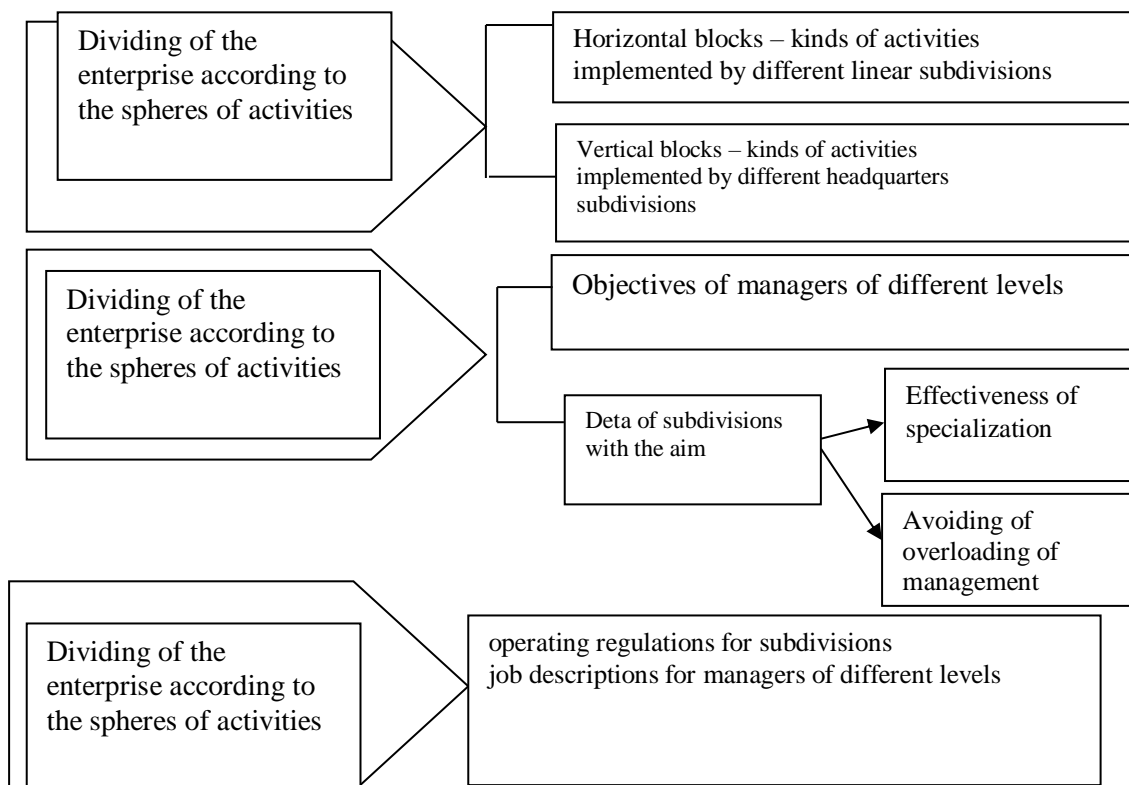 Dividing of the
enterprise according to
the spheres of activities
Horizontal blocks – kinds of activities
implemented by different linear subdivisions
Vertical blocks – kinds of activities
implemented by different headquarters
subdivisions
Dividing of the
enterprise according to
the spheres of activities
Objectives of managers of different levels
Deta of subdivisions
with the aim
Effectiveness of
specialization
Avoiding of
overloading of
management
Dividing of the
enterprise according to
the spheres of activities
operating regulations for subdivisions
job descriptions for managers of different levels